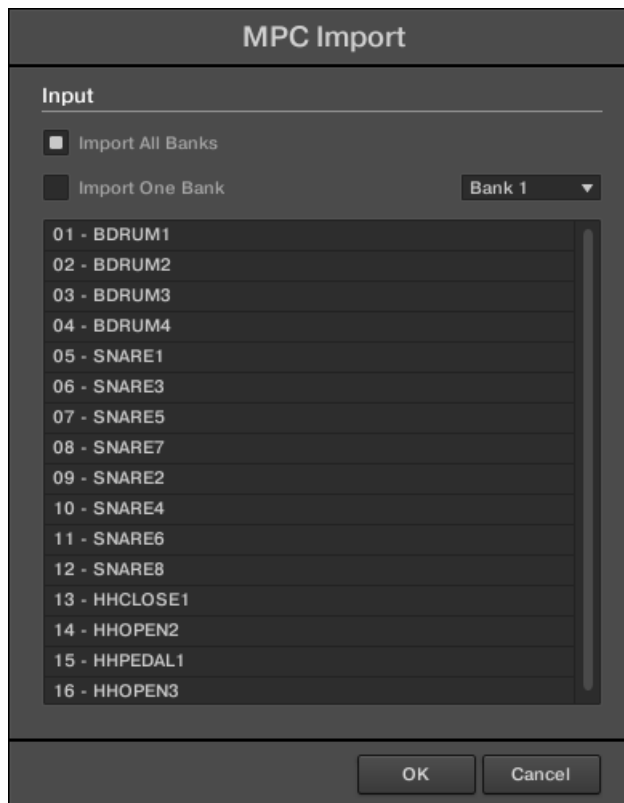 MPC Import
Input
Import All Banks
Import One Bank Bank 1
01 - BDRUM1
02 - BDRUM2
03 - BDRUM3
04 - BDRUM4
05 - SNARE1
06 - SNARE3
07 - SNARE5
08 - SNARE7
09 - SNARE2
10 - SNARE4
11 - SNARE6
12 - SNARE8
13 - HHCLOSE1
14 - HHOPEN2
15 - HHPEDAL1
16 - HHOPEN3
OK Cancel